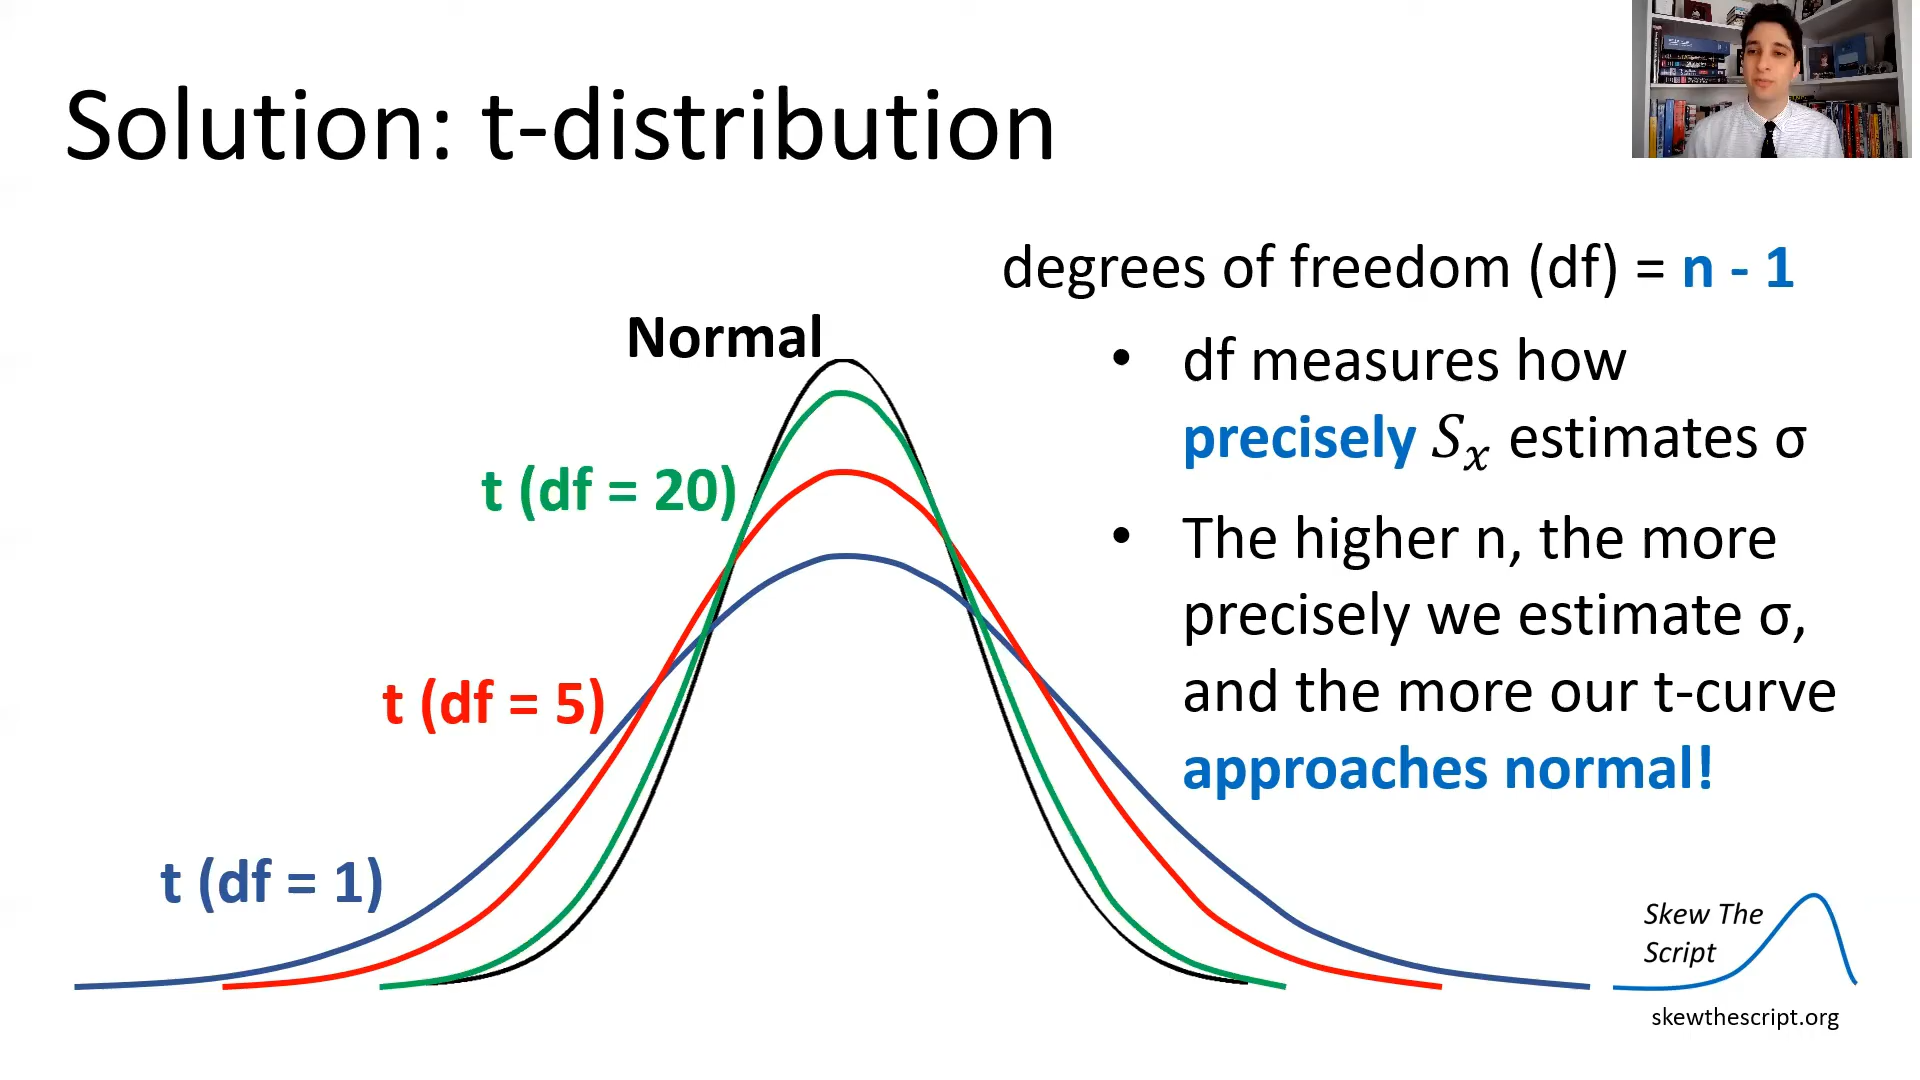 Solution: t-distribution
degrees of freedom (df) = n - 1
Normal
• df measures how
precisely Sₓ estimates σ
t (df = 20)
• The higher n, the more
precisely we estimate σ,
and the more our t-curve
approaches normal!
t (df = 5)
t (df = 1)
Skew The
Script
skewthescript.org